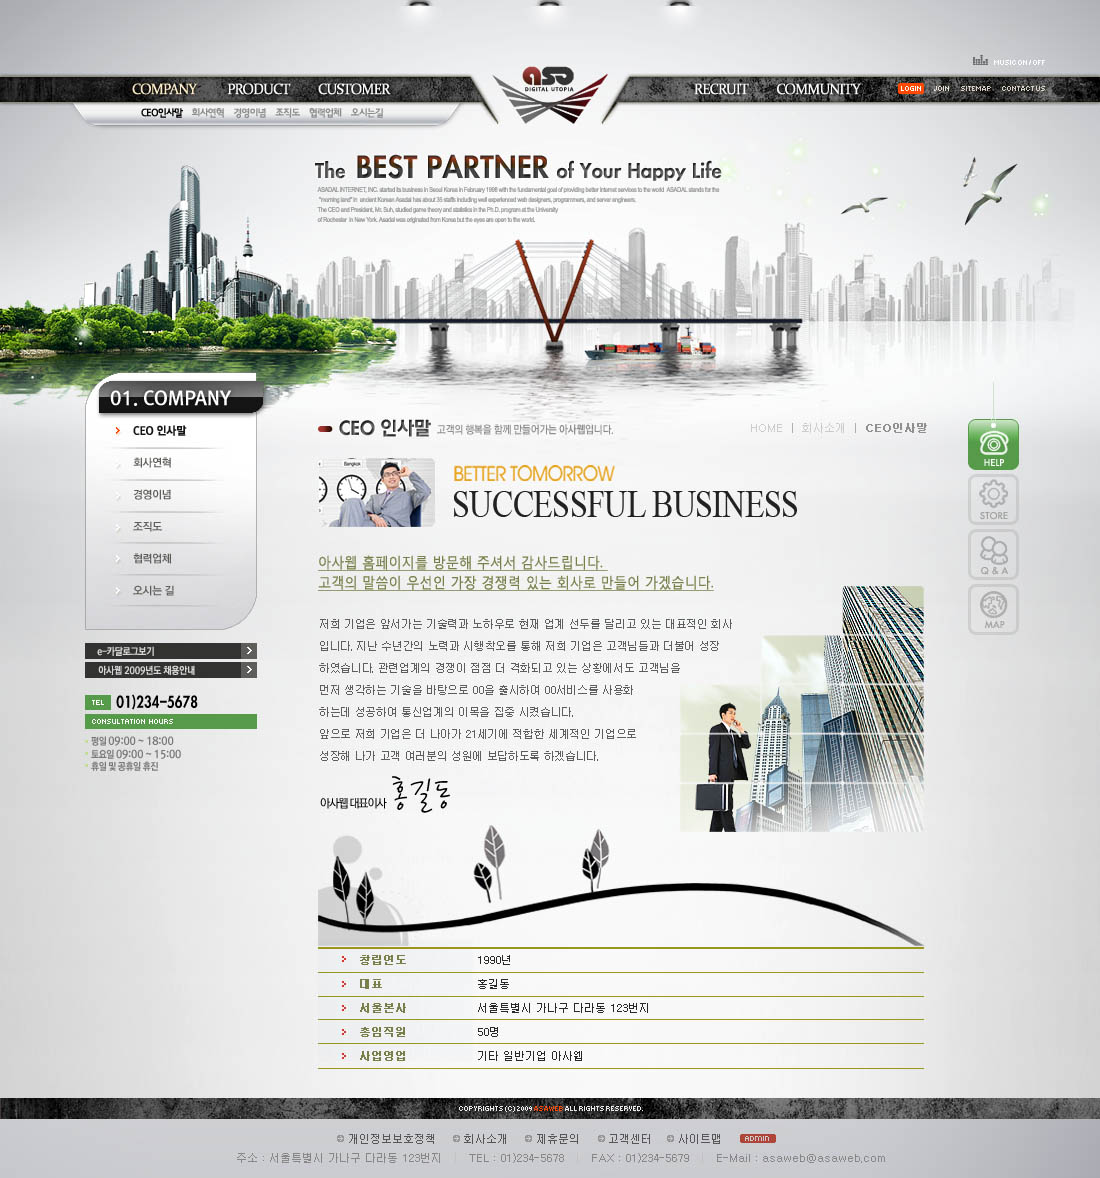 MUSIC ON / OFF
COMPANY PRODUCT CUSTOMER
asa
DIGITAL UTOPIA
RECRUIT COMMUNITY
LOGIN JOIN SITEMAP CONTACT US
CEO인사말 회사연혁 경영이념 조직도 협력업체 오시는길
The BEST PARTNER of Your Happy Life
ASADAL INTERNET, INC. started its business in Seoul Korea in February 1998 with the fundamental goal of providing better internet services to the world ASADAL stands for the
"morning land" in ancient Korean Asadal has about 35 staffs including well experienced web designers, programmers, and server engineers.
The CEO and President, Mr. Suh, studied game theory and statistics in the Ph.D. program at the University
of Rochester in New York. Asadal was originated from Korea but the eyes are open to the world.
01. COMPANY
CEO 인사말
회사연혁
경영이념
조직도
협력업체
오시는 길
e-카달로그보기
아사웹 2009년도 채용안내
TEL 01)234-5678
CONSULTATION HOURS
평일 09:00 ~ 18:00
토요일 09:00 ~ 15:00
휴일 및 공휴일 휴진
CEO 인사말 고객의 행복을 함께 만들어가는 아사웹입니다.
HOME | 회사소개 | CEO인사말
Bangkok
BETTER TOMORROW
SUCCESSFUL BUSINESS
아사웹 홈페이지를 방문해 주셔서 감사드립니다.
고객의 말씀이 우선인 가장 경쟁력 있는 회사로 만들어 가겠습니다.
저희 기업은 앞서가는 기술력과 노하우로 현재 업계 선두를 달리고 있는 대표적인 회사
입니다. 지난 수년간의 노력과 시행착오를 통해 저희 기업은 고객님들과 더불어 성장
하였습니다. 관련업계의 경쟁이 점점 더 격화되고 있는 상황에서도 고객님을
먼저 생각하는 기술을 바탕으로 00을 출시하여 00서비스를 사용화
하는데 성공하여 통신업계의 이목을 집중 시켰습니다.
앞으로 저희 기업은 더 나아가 21세기에 적합한 세계적인 기업으로
성장해 나가 고객 여러분의 성원에 보답하도록 하겠습니다.
아사웹 대표이사 홍길동
HELP
STORE
Q & A
MAP
창립연도 1990년
대표 홍길동
서울본사 서울특별시 가나구 다라동 123번지
총임직원 50명
사업영업 기타 일반기업 아사웹
COPYRIGHTS (C) 2009 ASAWEB ALL RIGHTS RESERVED.
개인정보보호정책 회사소개 제휴문의 고객센터 사이트맵 ADMIN
주소 : 서울특별시 가나구 다라동 123번지 | TEL : 01)234-5678 | FAX : 01)234-5679 | E-Mail : asaweb@asaweb.com